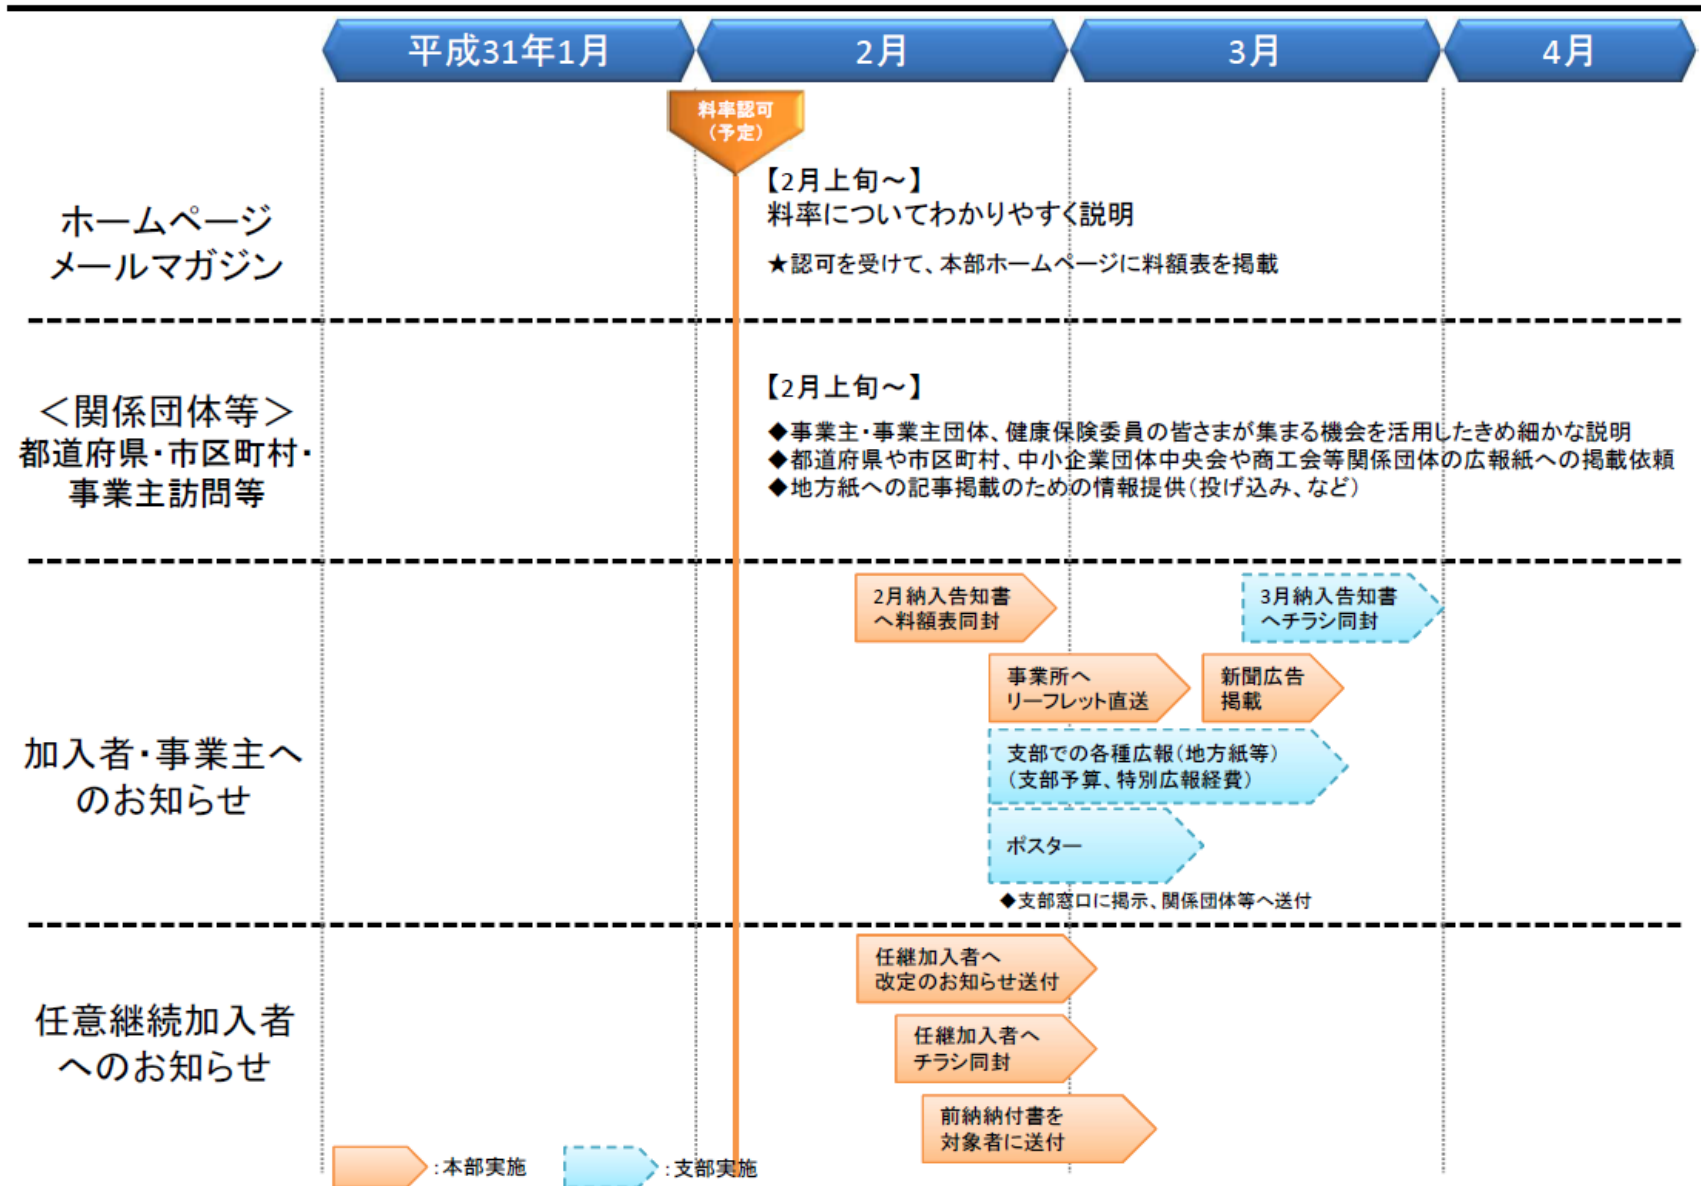 平成31年1月
2月
3月
4月
料率認可
（予定）
ホームページ
メールマガジン
【2月上旬～】
料率についてわかりやすく説明
★認可を受けて、本部ホームページに料額表を掲載
＜関係団体等＞
都道府県・市区町村・
事業主訪問等
【2月上旬～】
◆事業主・事業主団体、健康保険委員の皆さまが集まる機会を活用したきめ細かな説明
◆都道府県や市区町村、中小企業団体中央会や商工会等関係団体の広報紙への掲載依頼
◆地方紙への記事掲載のための情報提供（投げ込み、など）
加入者・事業主へ
のお知らせ
2月納入告知書
へ料額表同封
3月納入告知書
へチラシ同封
事業所へ
リーフレット直送
新聞広告
掲載
支部での各種広報（地方紙等）
（支部予算、特別広報経費）
ポスター
◆支部窓口に掲示、関係団体等へ送付
任意継続加入者
へのお知らせ
任継加入者へ
改定のお知らせ送付
任継加入者へ
チラシ同封
前納納付書を
対象者に送付
：本部実施
：支部実施